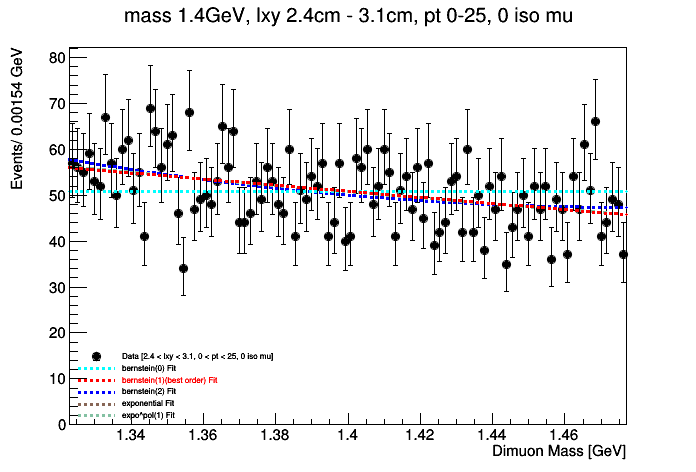 mass 1.4GeV, lxy 2.4cm - 3.1cm, pt 0-25, 0 iso mu
Events/ 0.00154 GeV
80
70
60
50
40
30
20
10
0
Data [2.4 < lxy < 3.1, 0 < pt < 25, 0 iso mu]
bernstein(0) Fit
bernstein(1)(best order) Fit
bernstein(2) Fit
exponential Fit
expo*pol(1) Fit
1.34 1.36 1.38 1.4 1.42 1.44 1.46
Dimuon Mass [GeV]